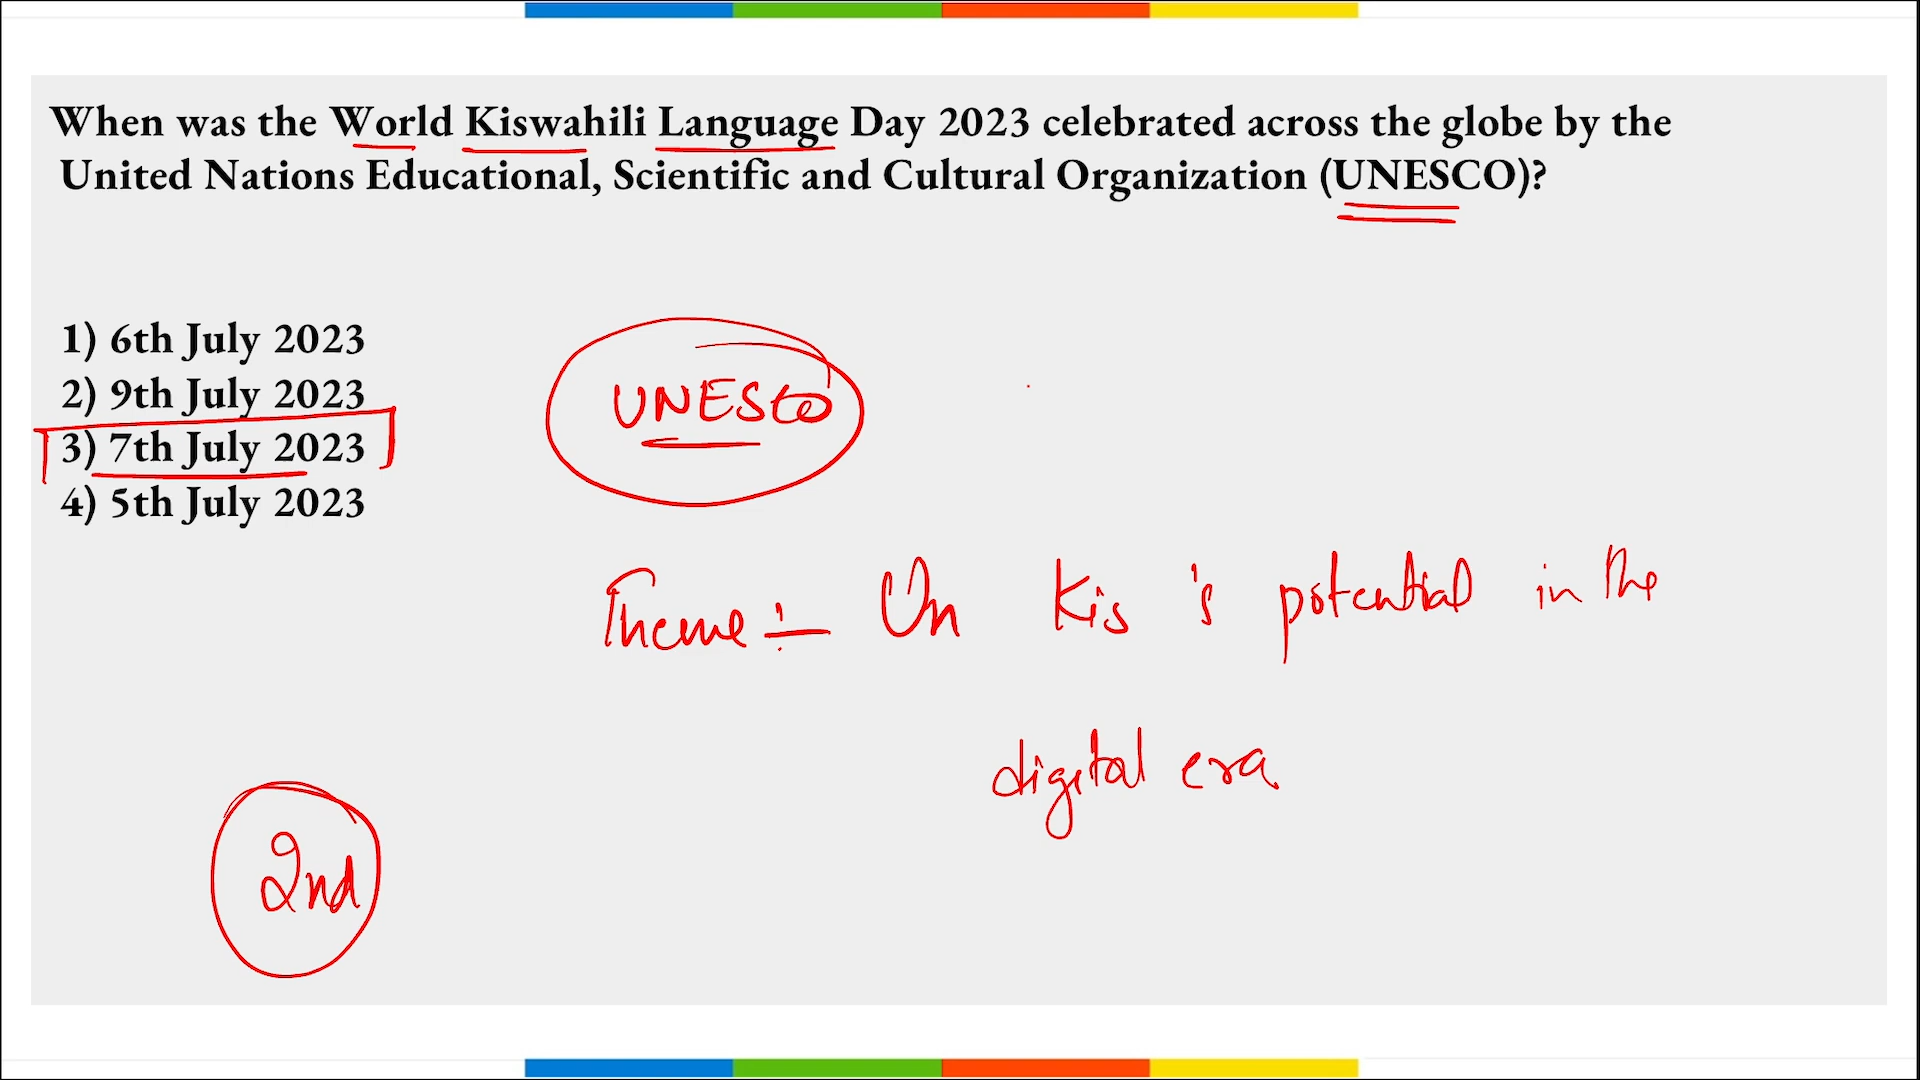 When was the World Kiswahili Language Day 2023 celebrated across the globe by the
United Nations Educational, Scientific and Cultural Organization (UNESCO)?
1) 6th July 2023
2) 9th July 2023
3) 7th July 2023
4) 5th July 2023
UNESCO
Theme :- On Kis 's potential in the
digital era
2nd